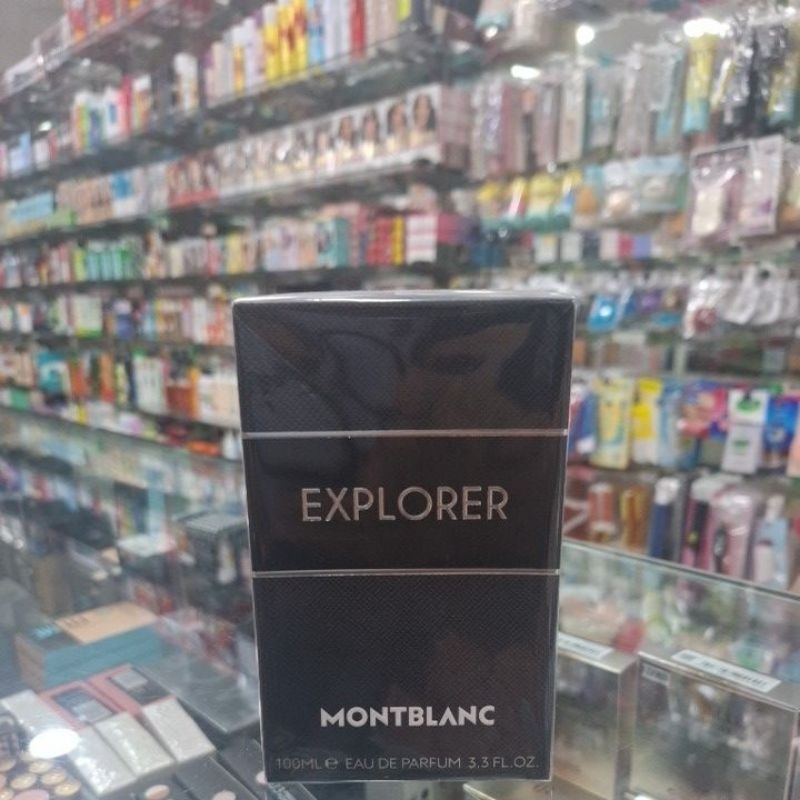 EXPLORER
MONTBLANC
100ML ℮ EAU DE PARFUM 3,3 FL.OZ.